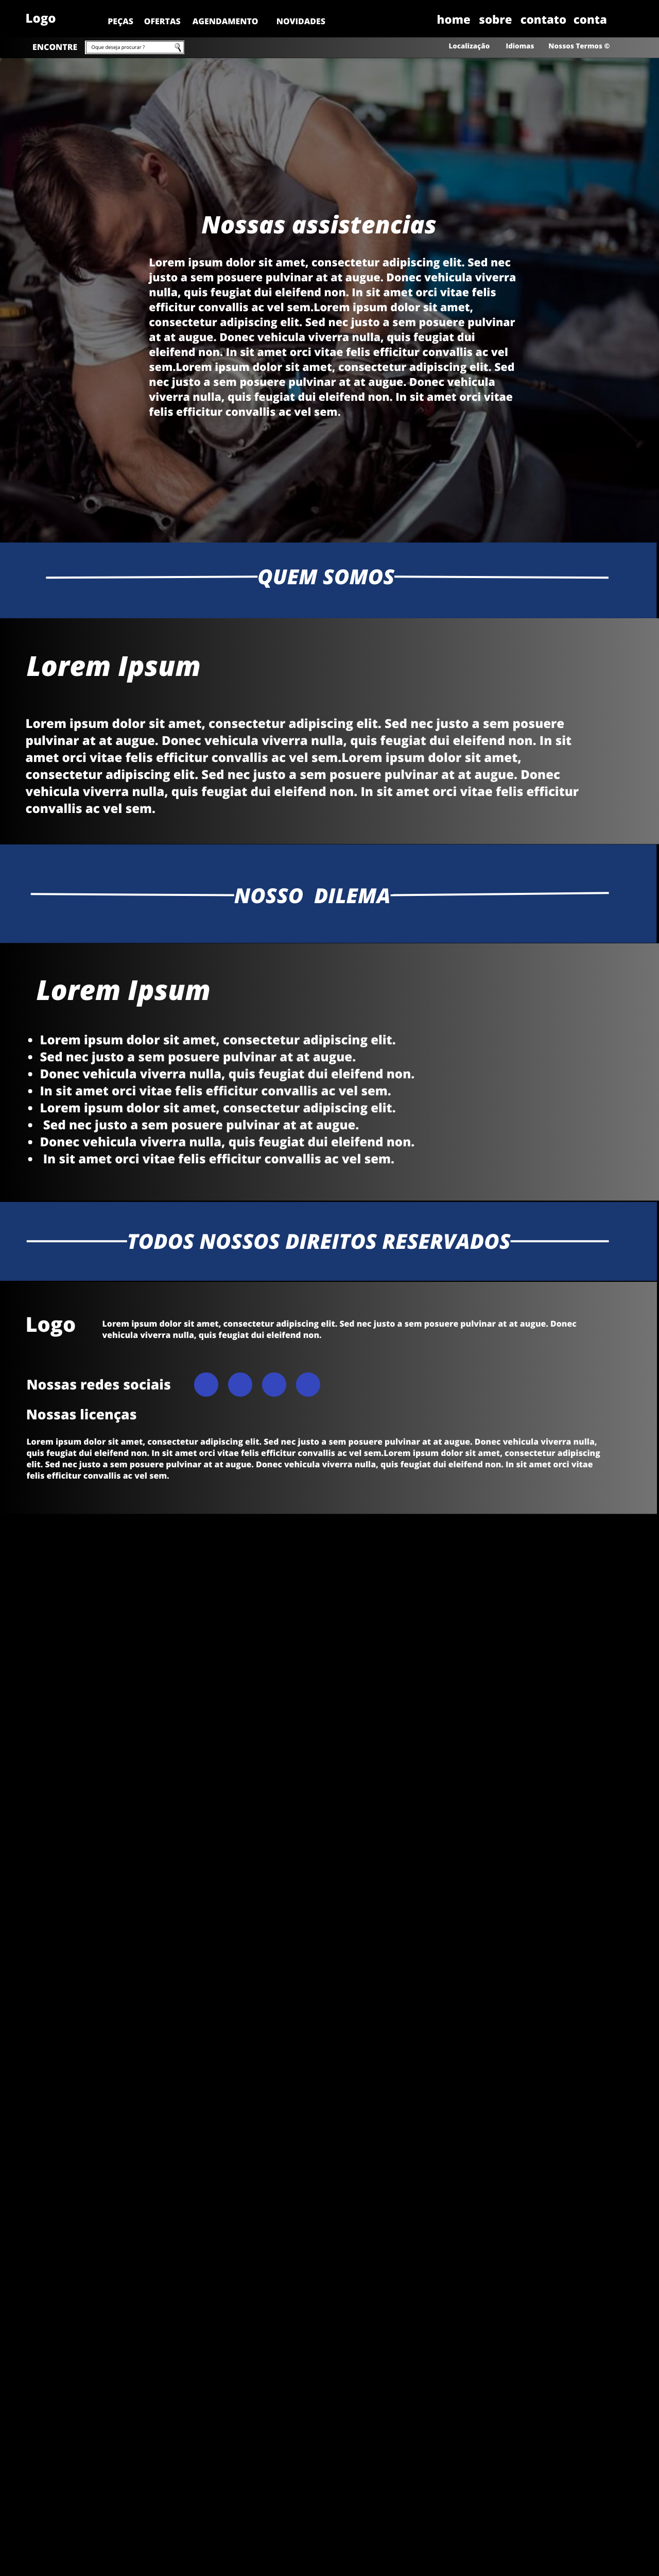 Logo
PEÇAS OFERTAS AGENDAMENTO NOVIDADES
home sobre contato conta
ENCONTRE
Oque deseja procurar ?
Localização Idiomas Nossos Termos ©
Nossas assistencias
Lorem ipsum dolor sit amet, consectetur adipiscing elit. Sed nec
justo a sem posuere pulvinar at at augue. Donec vehicula viverra
nulla, quis feugiat dui eleifend non. In sit amet orci vitae felis
efficitur convallis ac vel sem.Lorem ipsum dolor sit amet,
consectetur adipiscing elit. Sed nec justo a sem posuere pulvinar
at at augue. Donec vehicula viverra nulla, quis feugiat dui
eleifend non. In sit amet orci vitae felis efficitur convallis ac vel
sem.Lorem ipsum dolor sit amet, consectetur adipiscing elit. Sed
nec justo a sem posuere pulvinar at at augue. Donec vehicula
viverra nulla, quis feugiat dui eleifend non. In sit amet orci vitae
felis efficitur convallis ac vel sem.
QUEM SOMOS
Lorem Ipsum
Lorem ipsum dolor sit amet, consectetur adipiscing elit. Sed nec justo a sem posuere
pulvinar at at augue. Donec vehicula viverra nulla, quis feugiat dui eleifend non. In sit
amet orci vitae felis efficitur convallis ac vel sem.Lorem ipsum dolor sit amet,
consectetur adipiscing elit. Sed nec justo a sem posuere pulvinar at at augue. Donec
vehicula viverra nulla, quis feugiat dui eleifend non. In sit amet orci vitae felis efficitur
convallis ac vel sem.
NOSSO DILEMA
Lorem Ipsum
• Lorem ipsum dolor sit amet, consectetur adipiscing elit.
• Sed nec justo a sem posuere pulvinar at at augue.
• Donec vehicula viverra nulla, quis feugiat dui eleifend non.
• In sit amet orci vitae felis efficitur convallis ac vel sem.
• Lorem ipsum dolor sit amet, consectetur adipiscing elit.
• Sed nec justo a sem posuere pulvinar at at augue.
• Donec vehicula viverra nulla, quis feugiat dui eleifend non.
• In sit amet orci vitae felis efficitur convallis ac vel sem.
TODOS NOSSOS DIREITOS RESERVADOS
Logo
Lorem ipsum dolor sit amet, consectetur adipiscing elit. Sed nec justo a sem posuere pulvinar at at augue. Donec
vehicula viverra nulla, quis feugiat dui eleifend non.
Nossas redes sociais
Nossas licenças
Lorem ipsum dolor sit amet, consectetur adipiscing elit. Sed nec justo a sem posuere pulvinar at at augue. Donec vehicula viverra nulla,
quis feugiat dui eleifend non. In sit amet orci vitae felis efficitur convallis ac vel sem.Lorem ipsum dolor sit amet, consectetur adipiscing
elit. Sed nec justo a sem posuere pulvinar at at augue. Donec vehicula viverra nulla, quis feugiat dui eleifend non. In sit amet orci vitae
felis efficitur convallis ac vel sem.